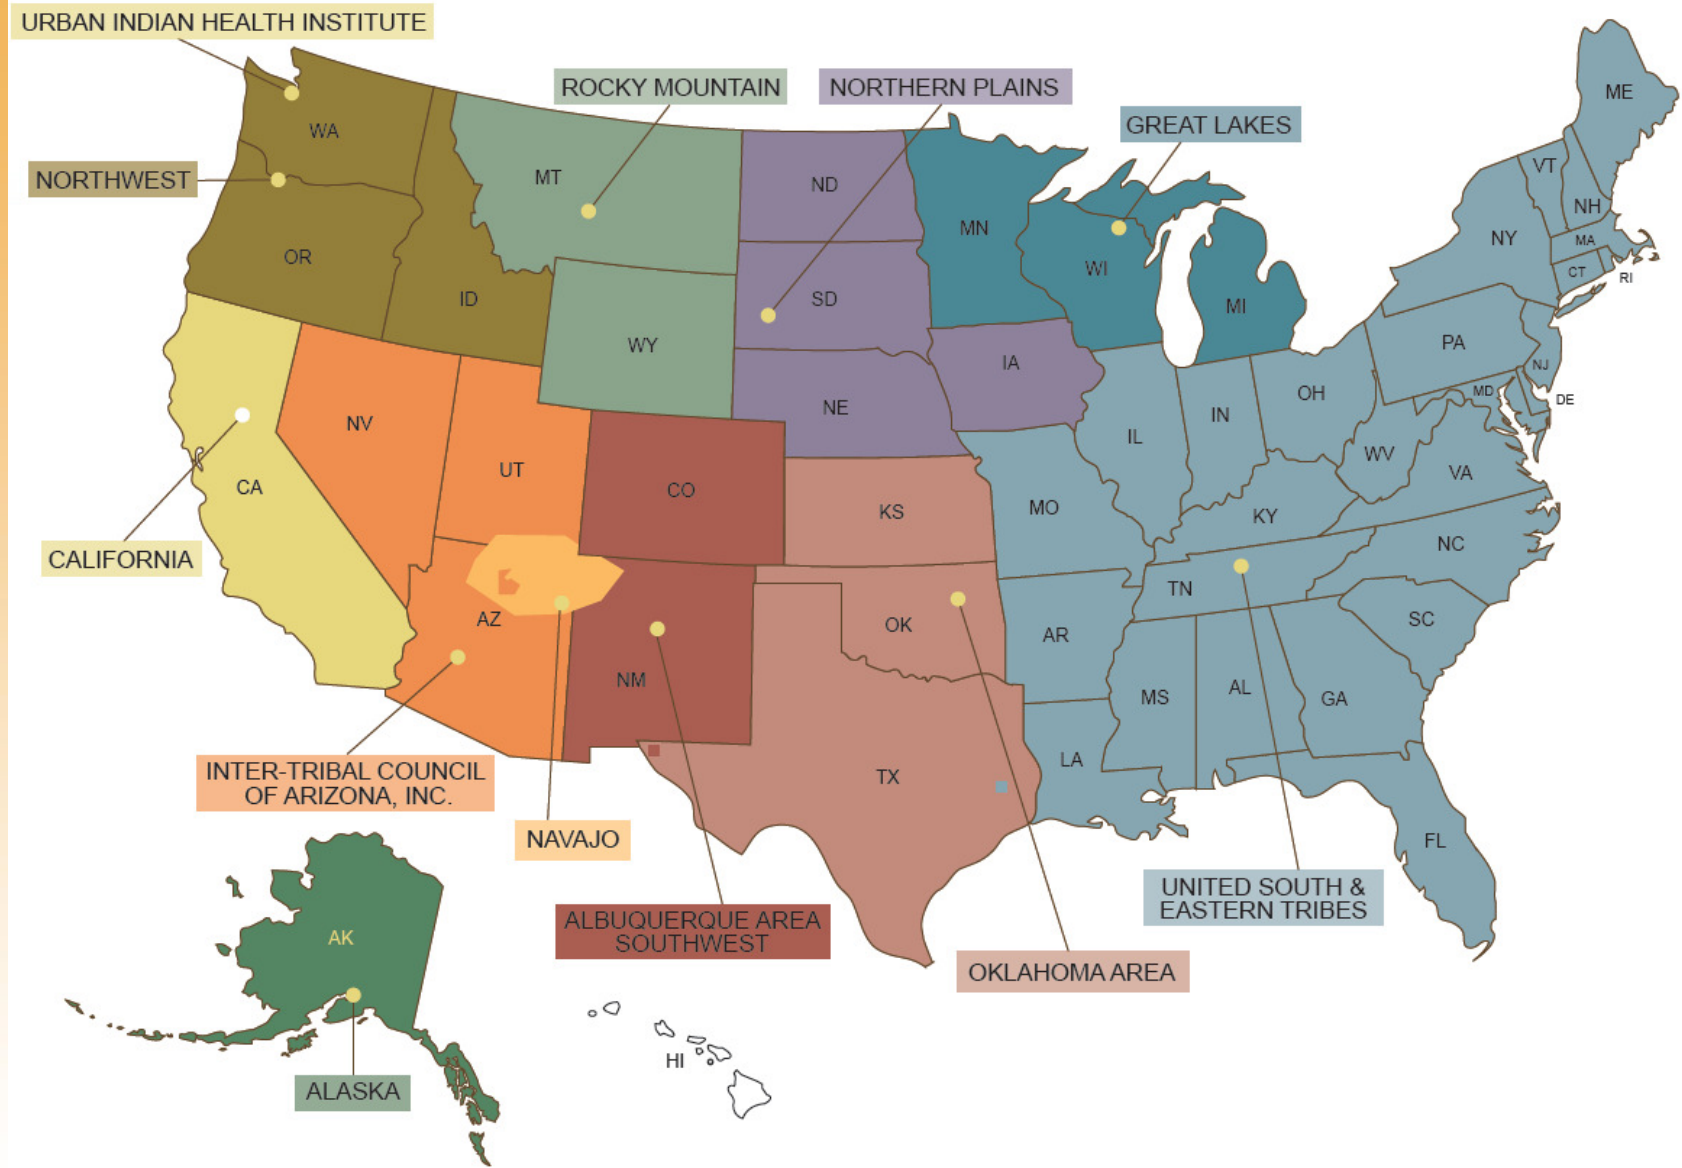 URBAN INDIAN HEALTH INSTITUTE
ROCKY MOUNTAIN
NORTHERN PLAINS
GREAT LAKES
NORTHWEST
WA
OR
ID
MT
WY
ND
SD
NE
IA
MN
WI
MI
ME
VT
NH
NY
MA
CT
RI
PA
NJ
MD
DE
OH
IN
IL
WV
VA
KY
NC
TN
SC
GA
AL
MS
FL
LA
AR
MO
KS
OK
TX
CO
NM
UT
NV
AZ
CA
CALIFORNIA
INTER-TRIBAL COUNCIL
OF ARIZONA, INC.
NAVAJO
ALBUQUERQUE AREA
SOUTHWEST
OKLAHOMA AREA
UNITED SOUTH &
EASTERN TRIBES
AK
ALASKA
HI